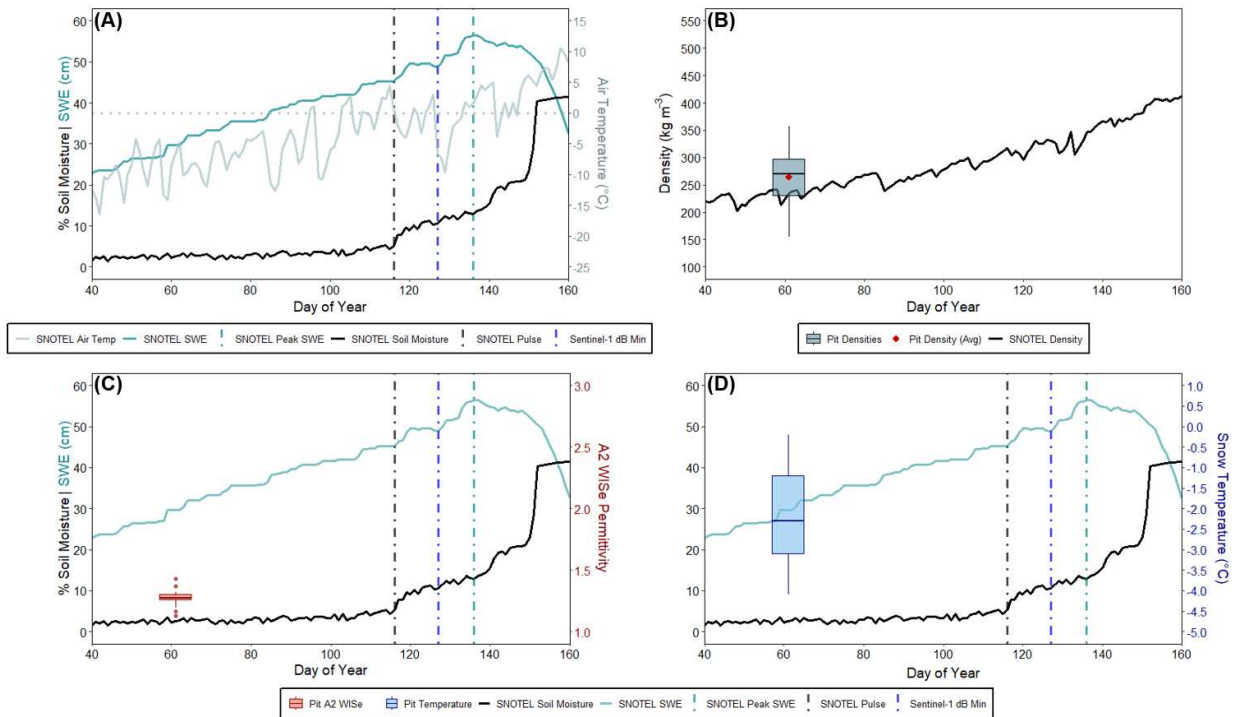 (A)
60
50
40
30
20
10
0
% Soil Moisture | SWE (cm)
15
10
5
0
-5
-10
-15
-20
-25
Air Temperature (°C)
40 60 80 100 120 140 160
Day of Year
SNOTEL Air Temp SNOTEL SWE SNOTEL Peak SWE SNOTEL Soil Moisture SNOTEL Pulse Sentinel-1 dB Min
(B)
550
500
450
400
350
300
250
200
150
100
Density (kg m⁻³)
40 60 80 100 120 140 160
Day of Year
Pit Densities Pit Density (Avg) SNOTEL Density
(C)
60
50
40
30
20
10
0
% Soil Moisture | SWE (cm)
3.0
2.5
2.0
1.5
1.0
A2 WISe Permittivity
40 60 80 100 120 140 160
Day of Year
(D)
60
50
40
30
20
10
0
1.0
0.5
0.0
-0.5
-1.0
-1.5
-2.0
-2.5
-3.0
-3.5
-4.0
-4.5
-5.0
Snow Temperature (°C)
40 60 80 100 120 140 160
Day of Year
Pit A2 WISe Pit Temperature SNOTEL Soil Moisture SNOTEL SWE SNOTEL Peak SWE SNOTEL Pulse Sentinel-1 dB Min